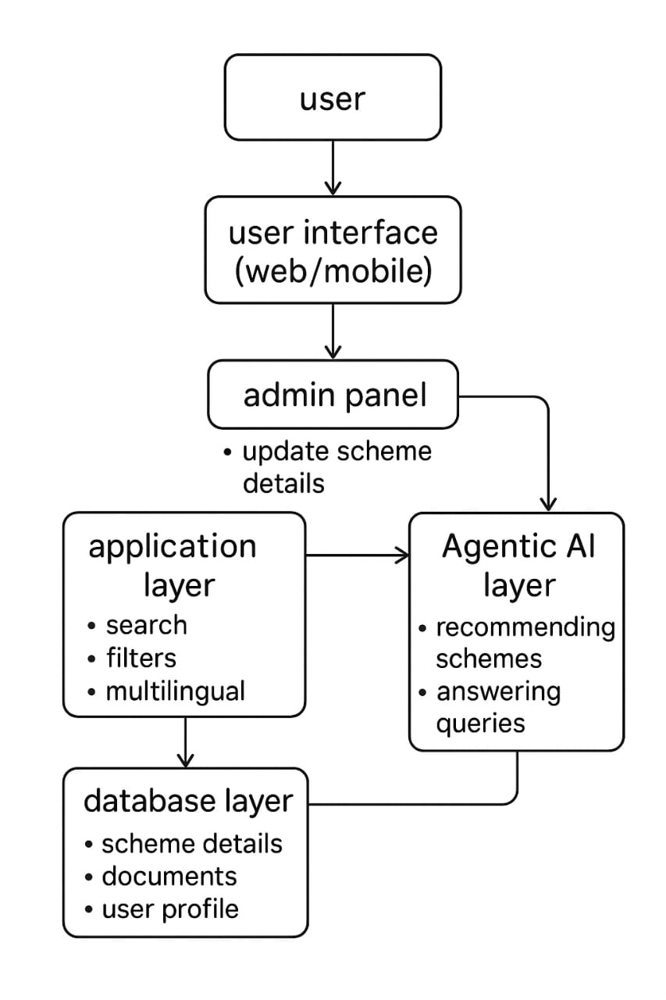 user
user interface
(web/mobile)
admin panel
• update scheme
details
application
layer
• search
• filters
• multilingual
Agentic AI
layer
• recommending
schemes
• answering
queries
database layer
• scheme details
• documents
• user profile